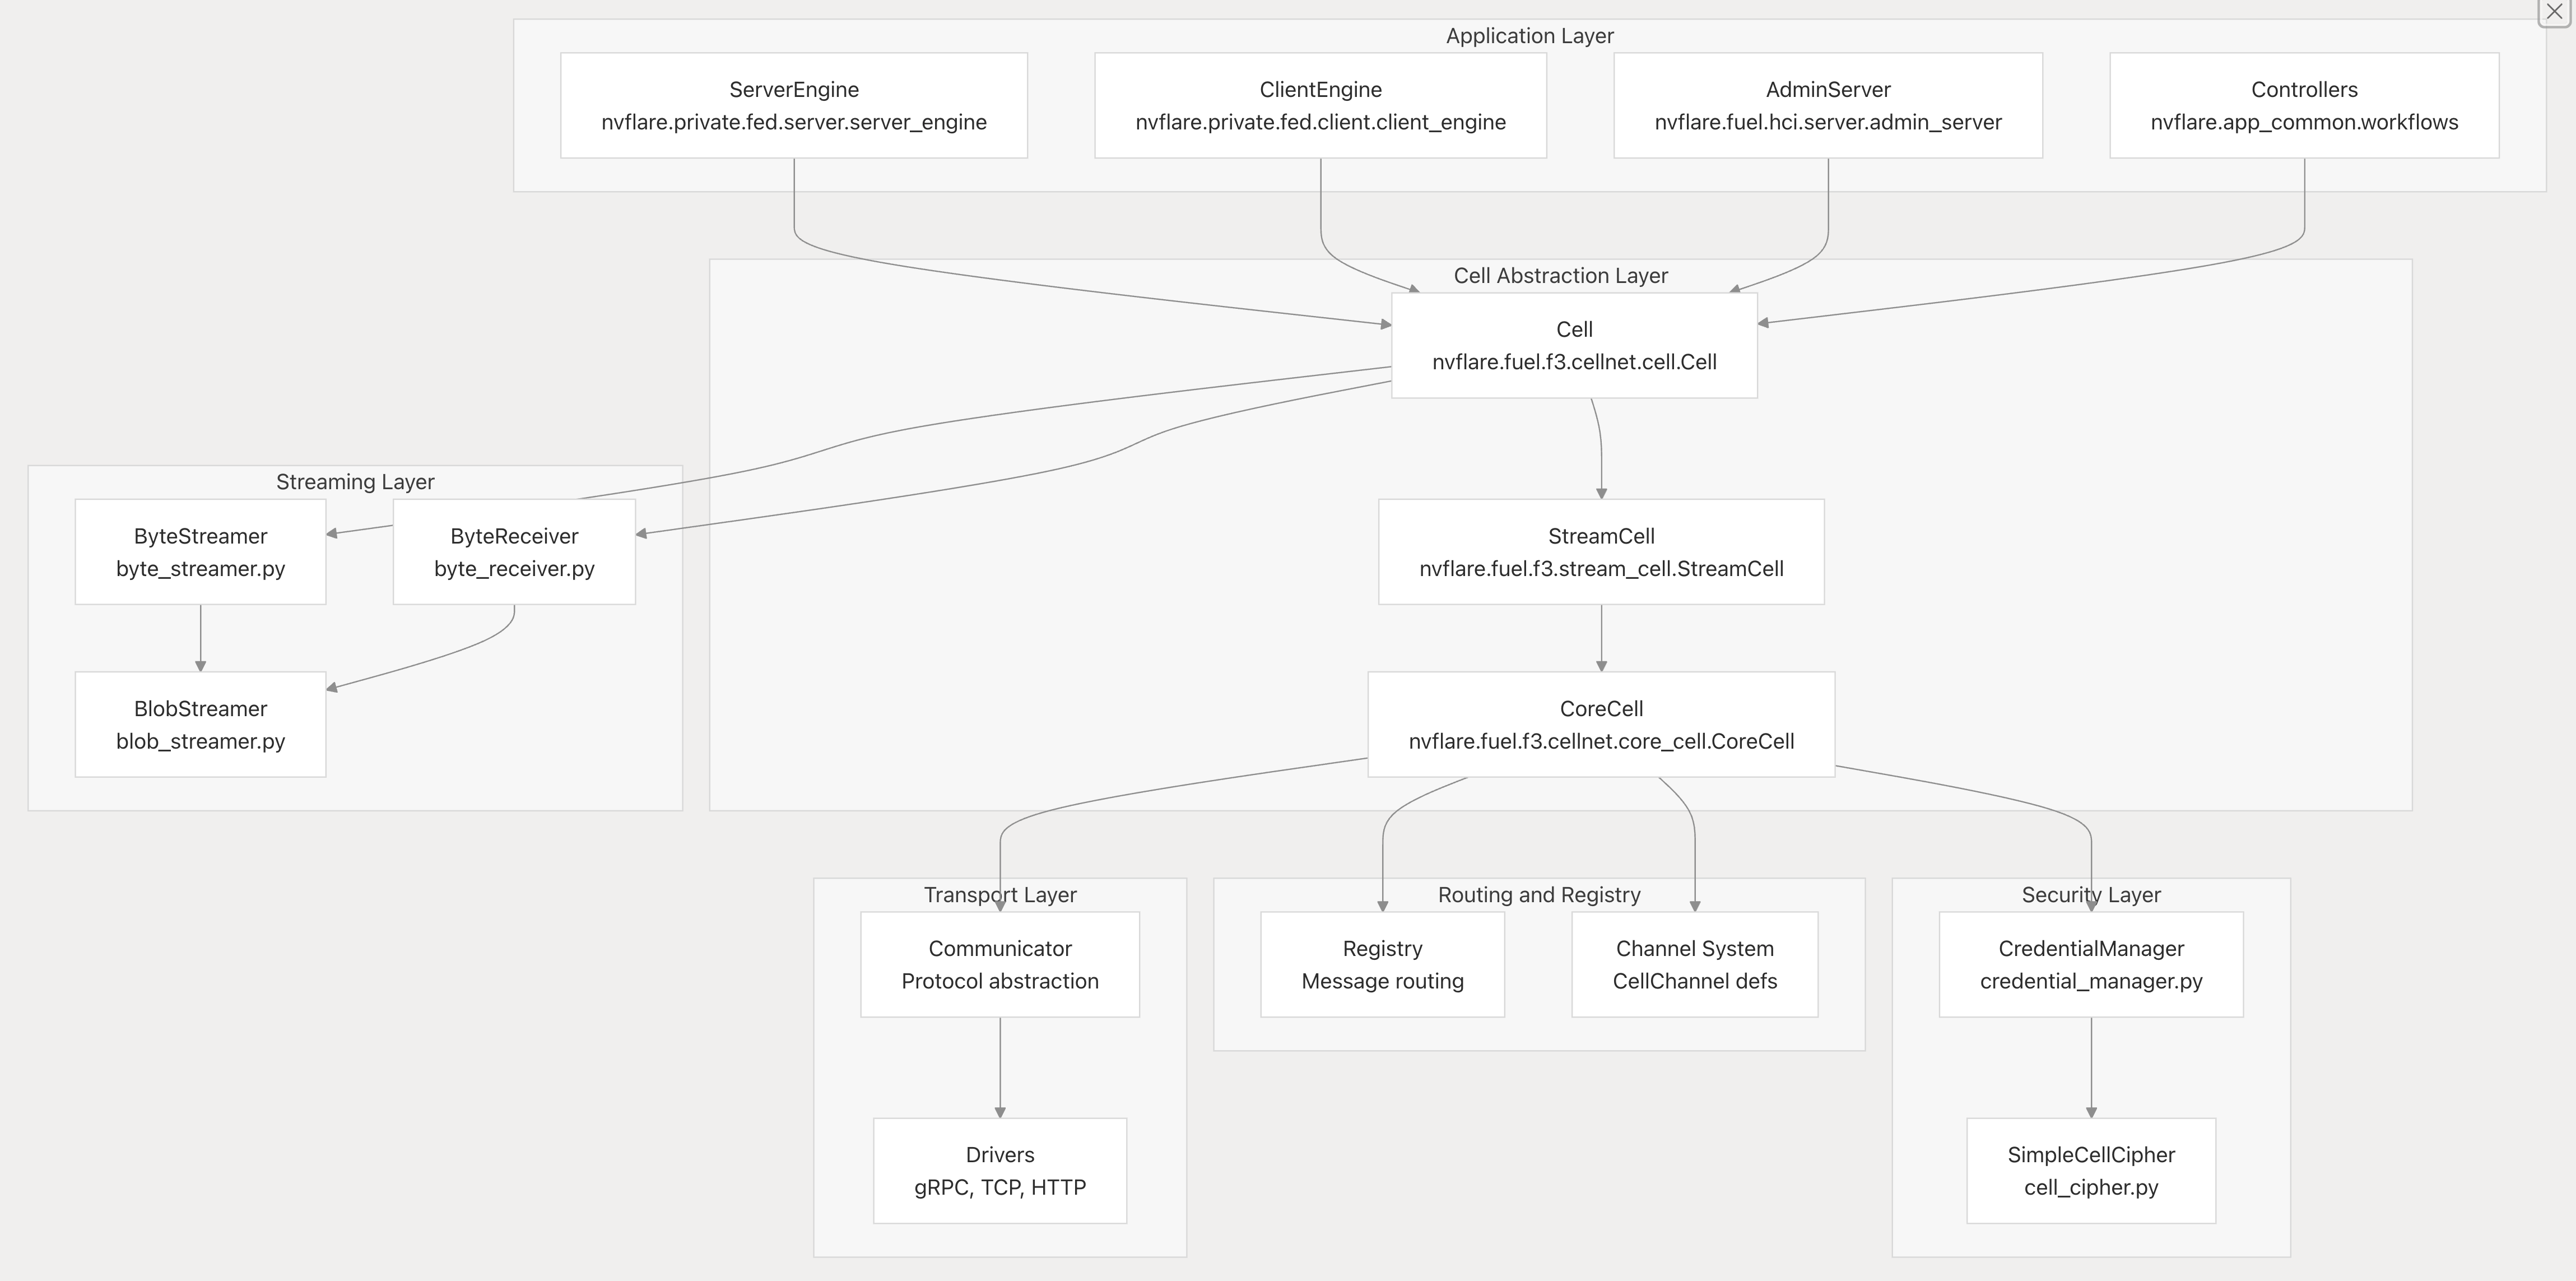 Application Layer
ServerEngine
nvflare.private.fed.server.server_engine
ClientEngine
nvflare.private.fed.client.client_engine
AdminServer
nvflare.fuel.hci.server.admin_server
Controllers
nvflare.app_common.workflows
Cell Abstraction Layer
Cell
nvflare.fuel.f3.cellnet.cell.Cell
Streaming Layer
ByteStreamer
byte_streamer.py
ByteReceiver
byte_receiver.py
StreamCell
nvflare.fuel.f3.stream_cell.StreamCell
BlobStreamer
blob_streamer.py
CoreCell
nvflare.fuel.f3.cellnet.core_cell.CoreCell
Transport Layer
Communicator
Protocol abstraction
Routing and Registry
Registry
Message routing
Channel System
CellChannel defs
Security Layer
CredentialManager
credential_manager.py
Drivers
gRPC, TCP, HTTP
SimpleCellCipher
cell_cipher.py